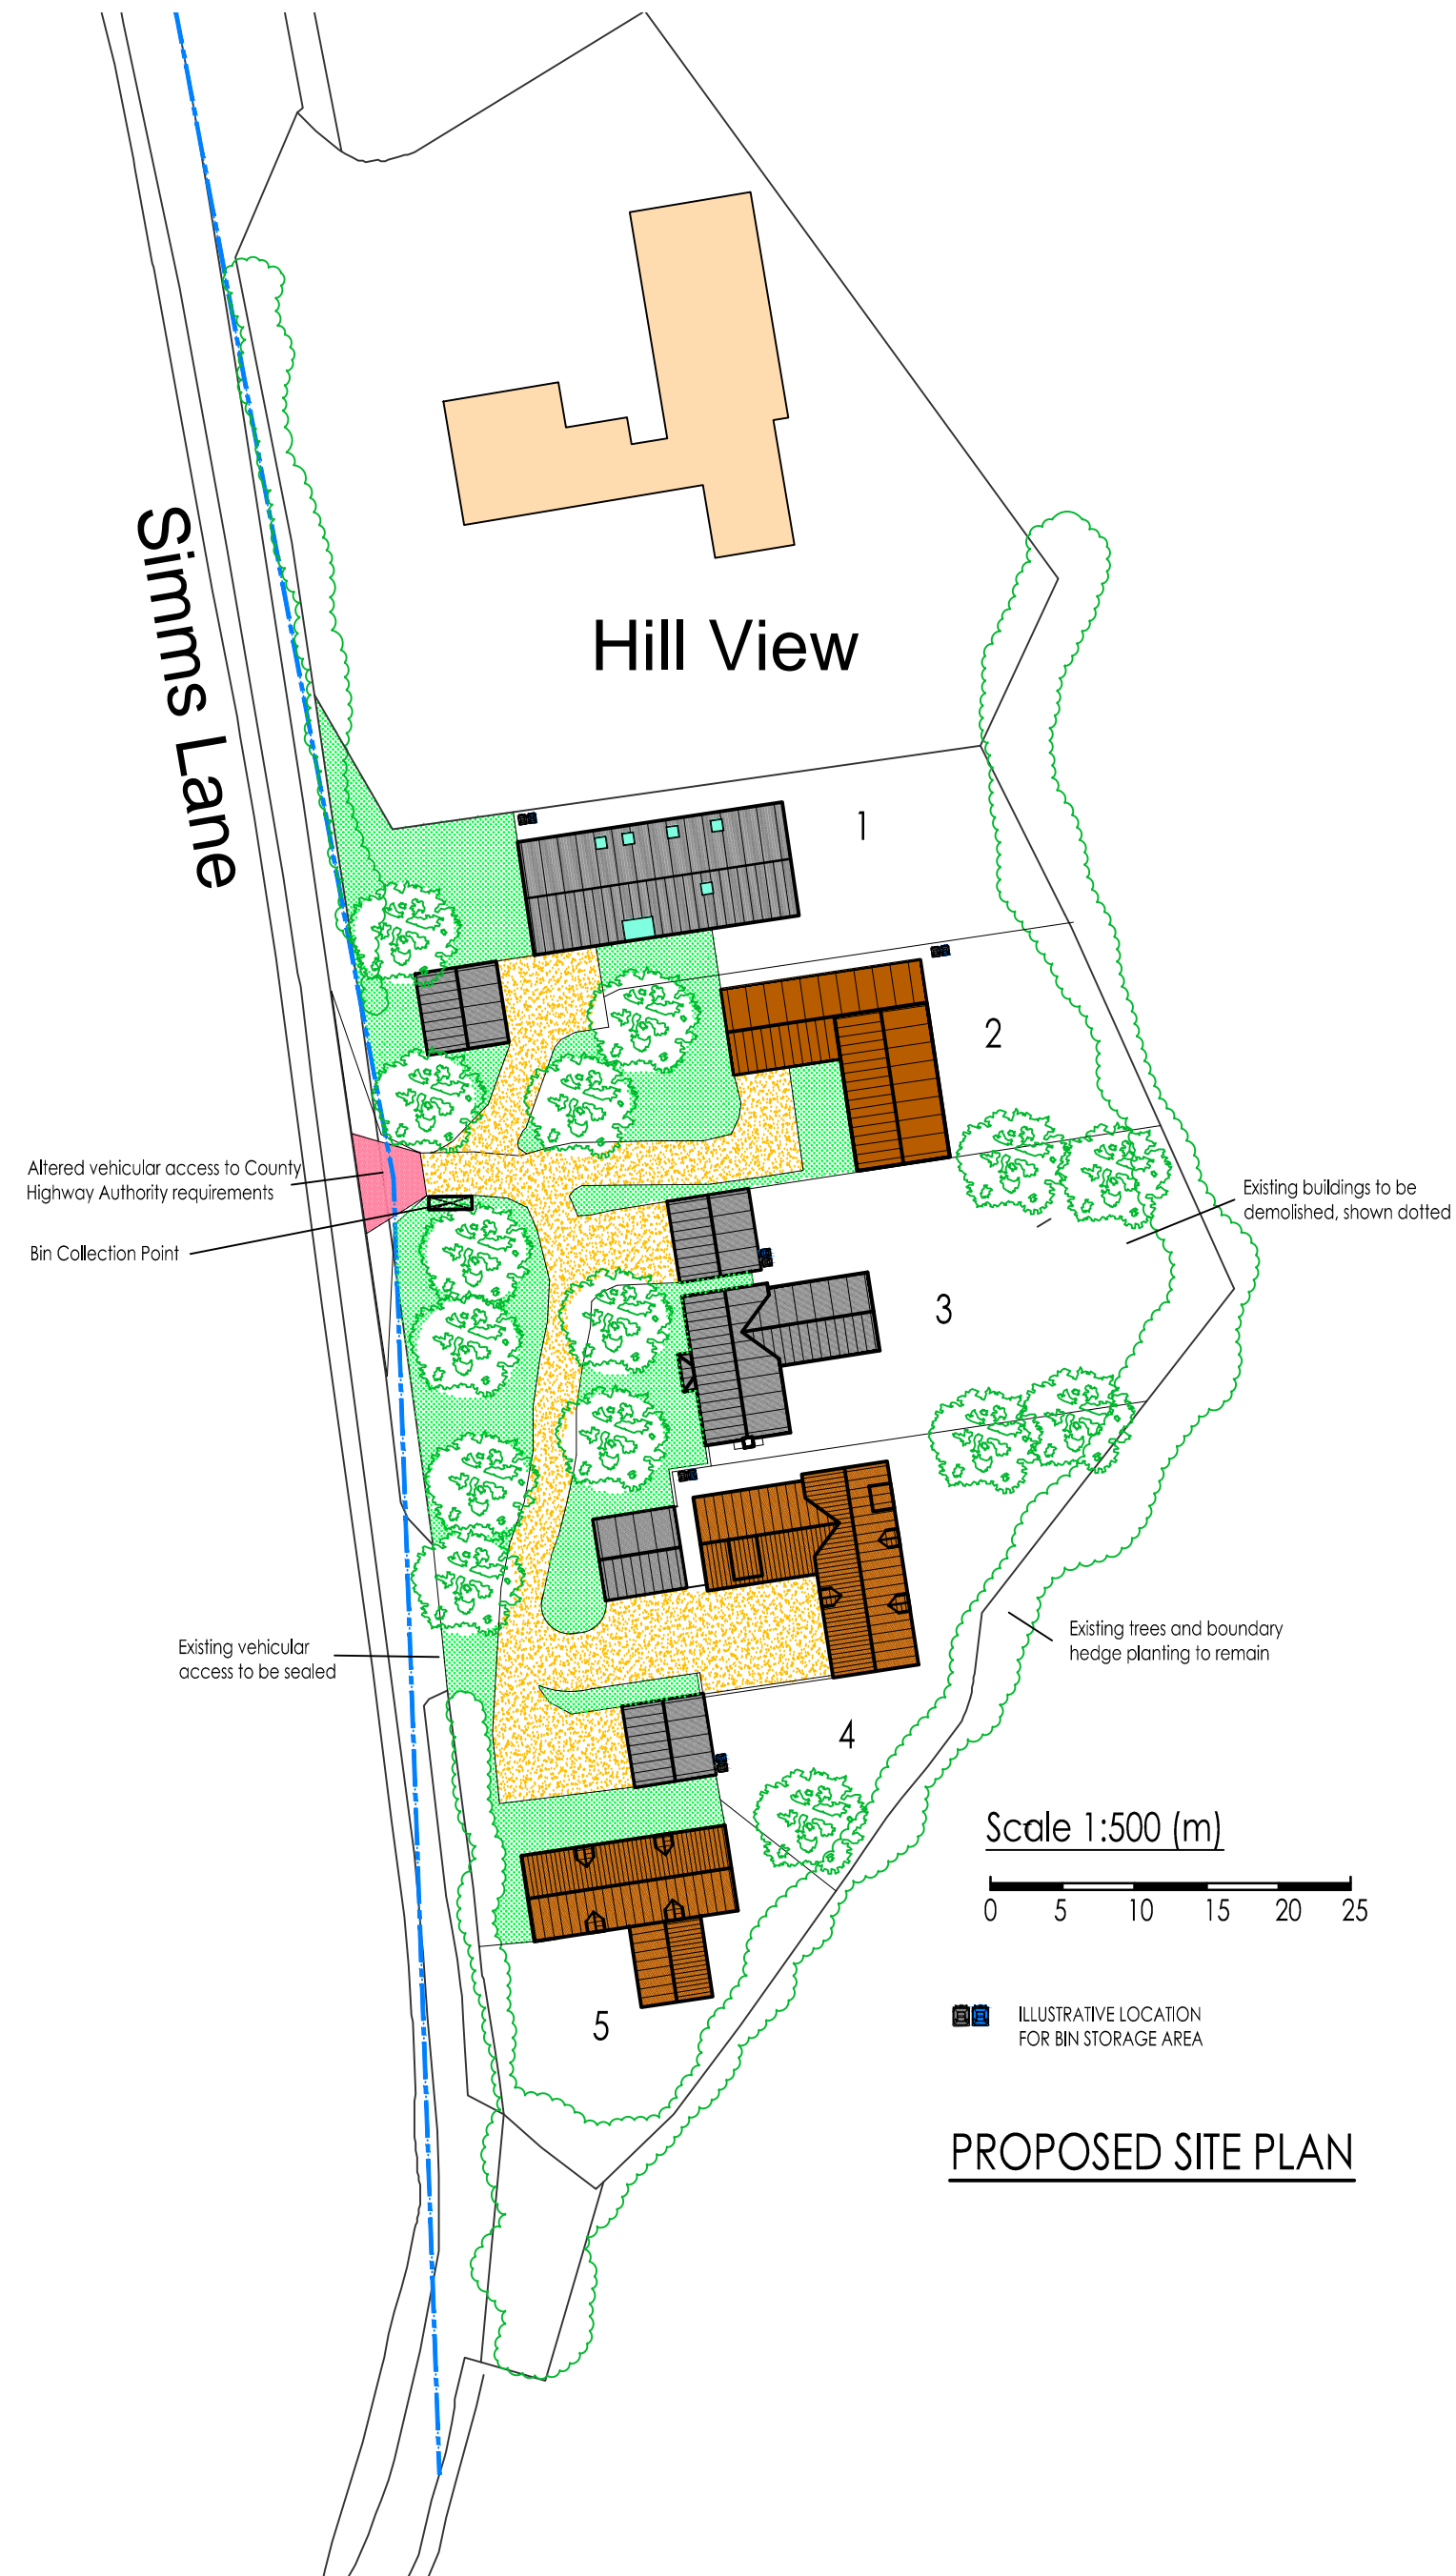 Simms Lane
Hill View
1
2
Altered vehicular access to County
Highway Authority requirements
Existing buildings to be
demolished, shown dotted
Bin Collection Point
3
Existing vehicular
access to be sealed
Existing trees and boundary
hedge planting to remain
4
Scale 1:500 (m)
0 5 10 15 20 25
5
ILLUSTRATIVE LOCATION
FOR BIN STORAGE AREA
PROPOSED SITE PLAN